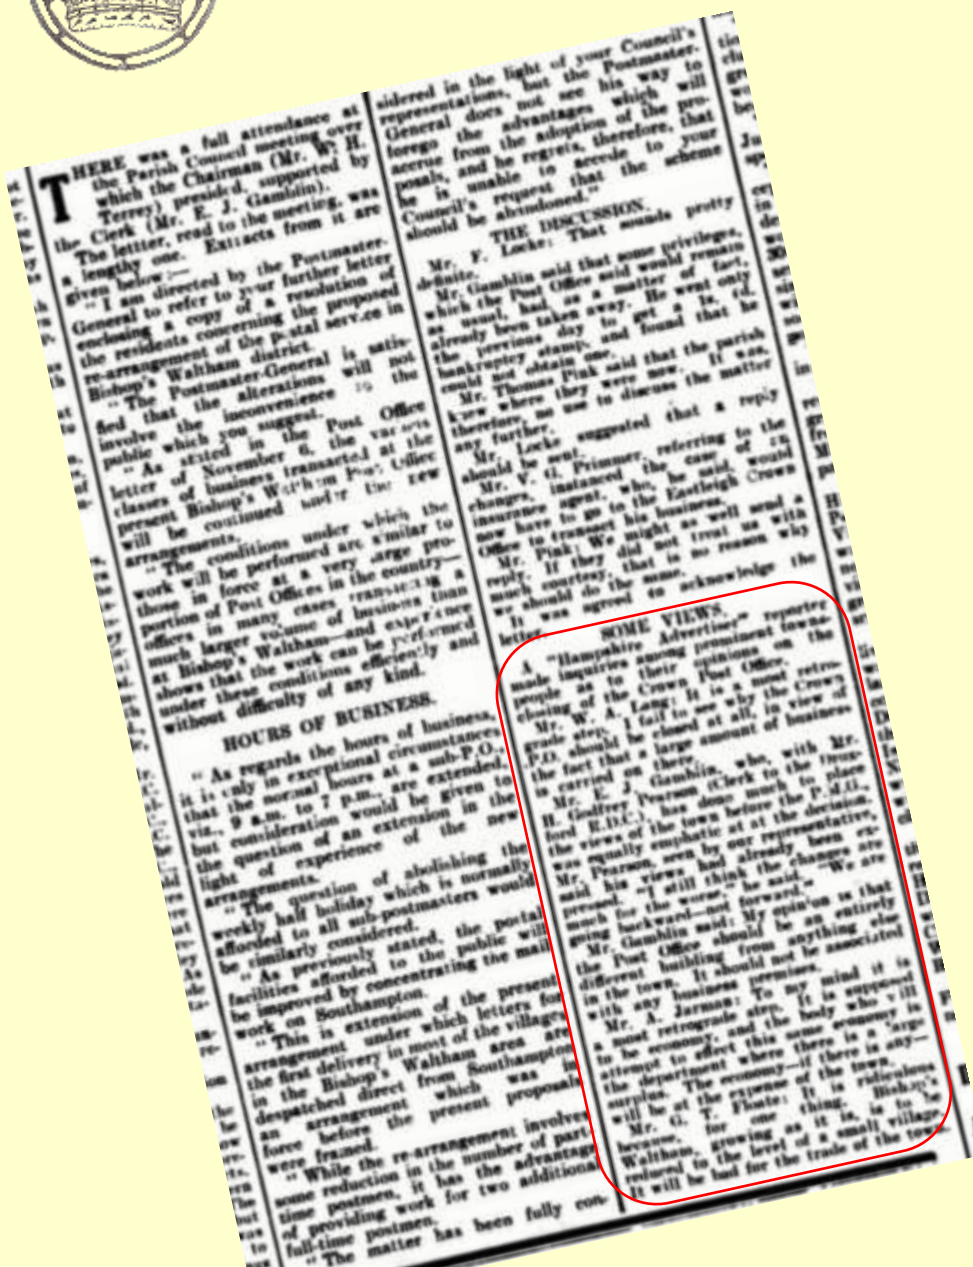 THERE was a full attendance at
the Parish Council meeting over
which the Chairman (Mr. W. H.
Terrey) presided, supported by
the Clerk (Mr. E. J. Gamblin).
The lettter, read to the meeting, was
a lengthy one. Extracts from it are
given below:—
"I am directed by the Postmaster-
General to refer to your further letter
enclosing a copy of a resolution of
the residents concerning the proposed
re-arrangement of the postal service in
Bishop's Waltham district.
"The Postmaster-General is satis-
fied that the alterations will not
involve the inconvenience to the
public which you suggest.
"As stated in the Post Office
letter of November 6, the various
classes of business transacted at the
present Bishop's Waltham Post Office
will be continued under the new
arrangements.
"The conditions under which the
work will be performed are similar to
those in force at a very large pro-
portion of Post Offices in the country—
offices in many cases transacting a
much larger volume of business than
at Bishop's Waltham—and experience
shows that the work can be performed
under these conditions efficiently and
without difficulty of any kind.
HOURS OF BUSINESS.
"As regards the hours of business,
it is only in exceptional circumstances
that the normal hours at a sub-P.O.,
viz., 9 a.m. to 7 p.m., are extended,
but consideration would be given to
the question of an extension in the
light of experience of the new
arrangements.
"The question of abolishing the
weekly half holiday which is normally
afforded to all sub-postmasters would
be similarly considered.
"As previously stated, the postal
facilities afforded to the public will
be improved by concentrating the mail
work on Southampton.
"This is extension of the present
arrangement under which letters for
the first delivery in most of the villages
in the Bishop's Waltham area are
despatched direct from Southampton
an arrangement which was in
force before the present proposals
were framed.
"While the re-arrangement involves
some reduction in the number of part-
time postmen, it has the advantage
of providing work for two additional
full-time postmen.
"The matter has been fully con-
sidered in the light of your Council's
representations, but the Postmaster-
General does not see his way to
forego the advantages which will
accrue from the adoption of the pro-
posals, and he regrets, therefore, that
he is unable to accede to your
Council's request that the scheme
should be abandoned."
THE DISCUSSION.
Mr. F. Locke: That sounds pretty
definite.
Mr. Gamblin said that some privileges,
which the Post Office said would remain
as usual, had, as a matter of fact,
already been taken away. He went only
the previous day to get a 1s.
bankruptcy stamp, and found that he
could not obtain one.
Mr. Thomas Pink said that the parish
knew where they were now. It was,
therefore, no use to discuss the matter
any further.
Mr. Locke suggested that a reply
should be sent.
Mr. V. G. Primmer, referring to the
changes, instanced the case of an
insurance agent, who, he said, would
now have to go to the Eastleigh Crown
Office to transact his business.
Mr. Pink: We might as well send a
reply. If they did not treat us with
much courtesy, that is no reason why
we should do the same.
It was agreed to acknowledge the
letter.
SOME VIEWS.
A "Hampshire Advertiser" reporter
made inquiries among prominent towns-
people as to their opinions on the
closing of the Crown Post Office.
Mr. W. A. Lang: It is a most retro-
grade step. I fail to see why the Crown
P.O. should be closed at all, in view of
the fact that a large amount of business
is carried on there.
Mr. E. J. Gamblin, who, with Mr.
H. Godfrey Pearson (Clerk to the Drox-
ford R.D.C.), has done much to place
the views of the town before the P.M.G.,
was equally emphatic at at the decision.
Mr. Pearson, seen by our representative,
said his views had already been ex-
pressed. "I still think the changes are
much for the worse," he said. "We are
going backward—not forward."
Mr. Gamblin said: My opinion is that
the Post Office should be an entirely
different building from anything else
in the town. It should not be associated
with any business premises.
Mr. A. Jarman: To my mind it is
a most retrograde step. It is supposed
to be economy, and the body who will
attempt to effect this some economy in
the department where there is a large
surplus. The economy—if there is any—
will be at the expense of the town.
Mr. G. T. Floate: It is ridiculous
because, for one thing, Bishop's
Waltham, growing as it is, is to be
reduced to the level of a small village.
It will be bad for the trade of the town.